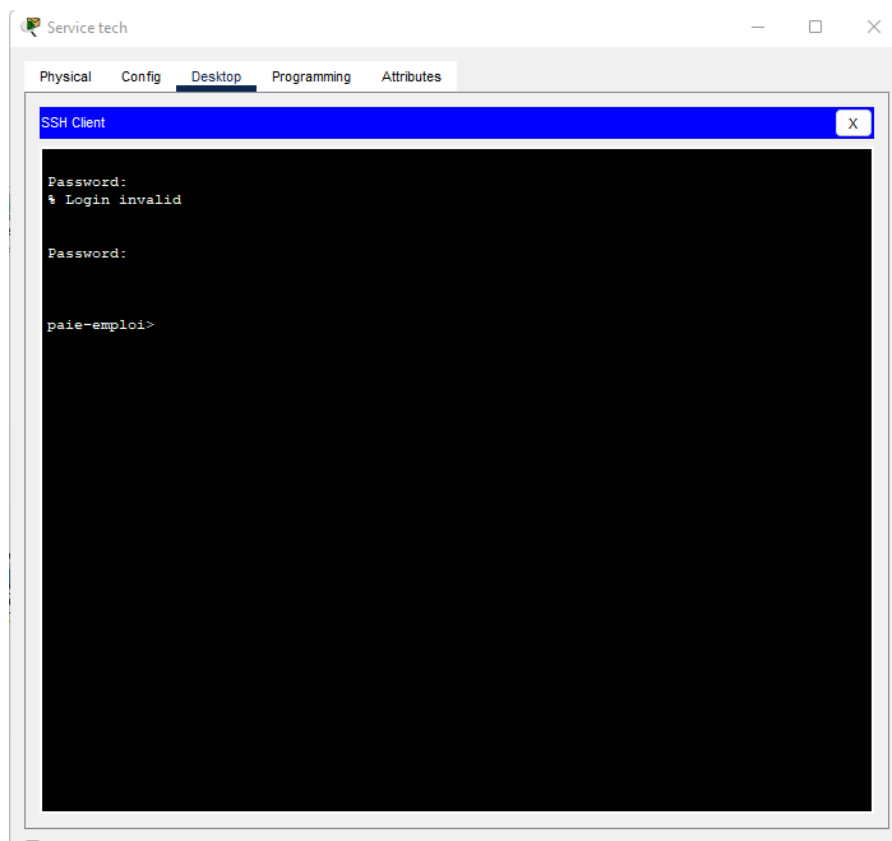 Service tech
Physical Config Desktop Programming Attributes
SSH Client
X
Password:
% Login invalid
Password:
paie-emploi>